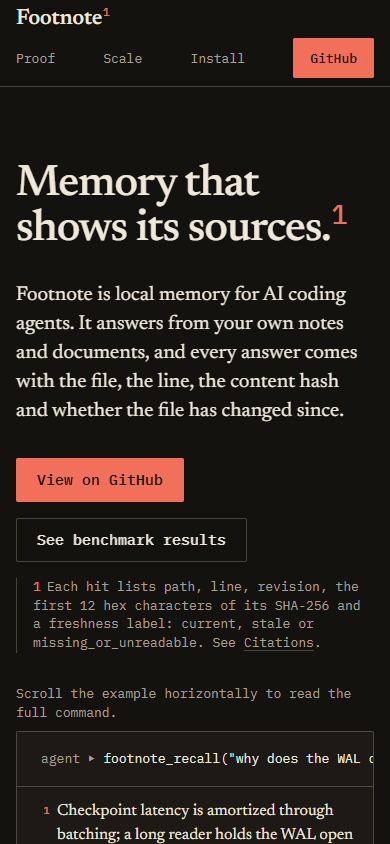 Footnote1
Proof Scale Install GitHub
Memory that
shows its sources.1
Footnote is local memory for AI coding
agents. It answers from your own notes
and documents, and every answer comes
with the file, the line, the content hash
and whether the file has changed since.
View on GitHub
See benchmark results
1 Each hit lists path, line, revision, the
first 12 hex characters of its SHA-256 and
a freshness label: current, stale or
missing_or_unreadable. See Citations.
Scroll the example horizontally to read the
full command.
agent ▸ footnote_recall("why does the WAL
1 Checkpoint latency is amortized through
batching; a long reader holds the WAL open